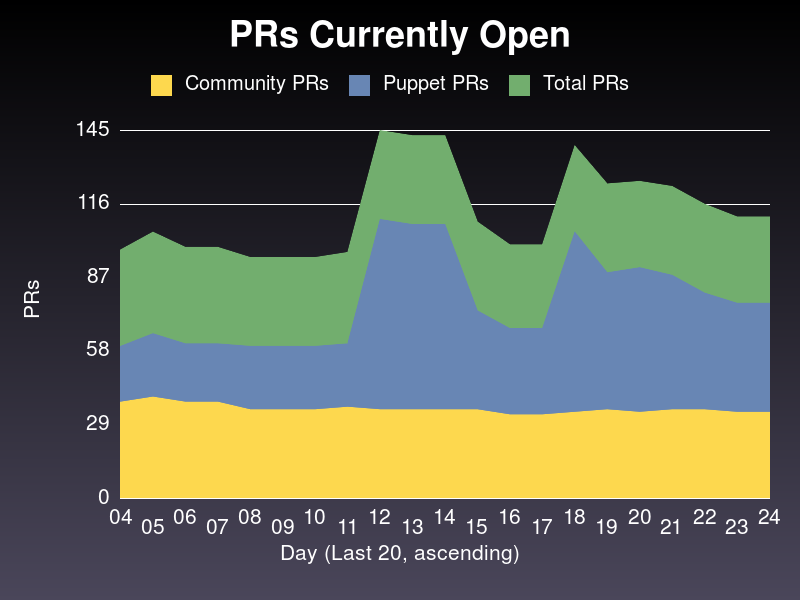 PRs Currently Open
Community PRs Puppet PRs Total PRs
145
116
87
58
29
0
PRs
04 05 06 07 08 09 10 11 12 13 14 15 16 17 18 19 20 21 22 23 24
Day (Last 20, ascending)